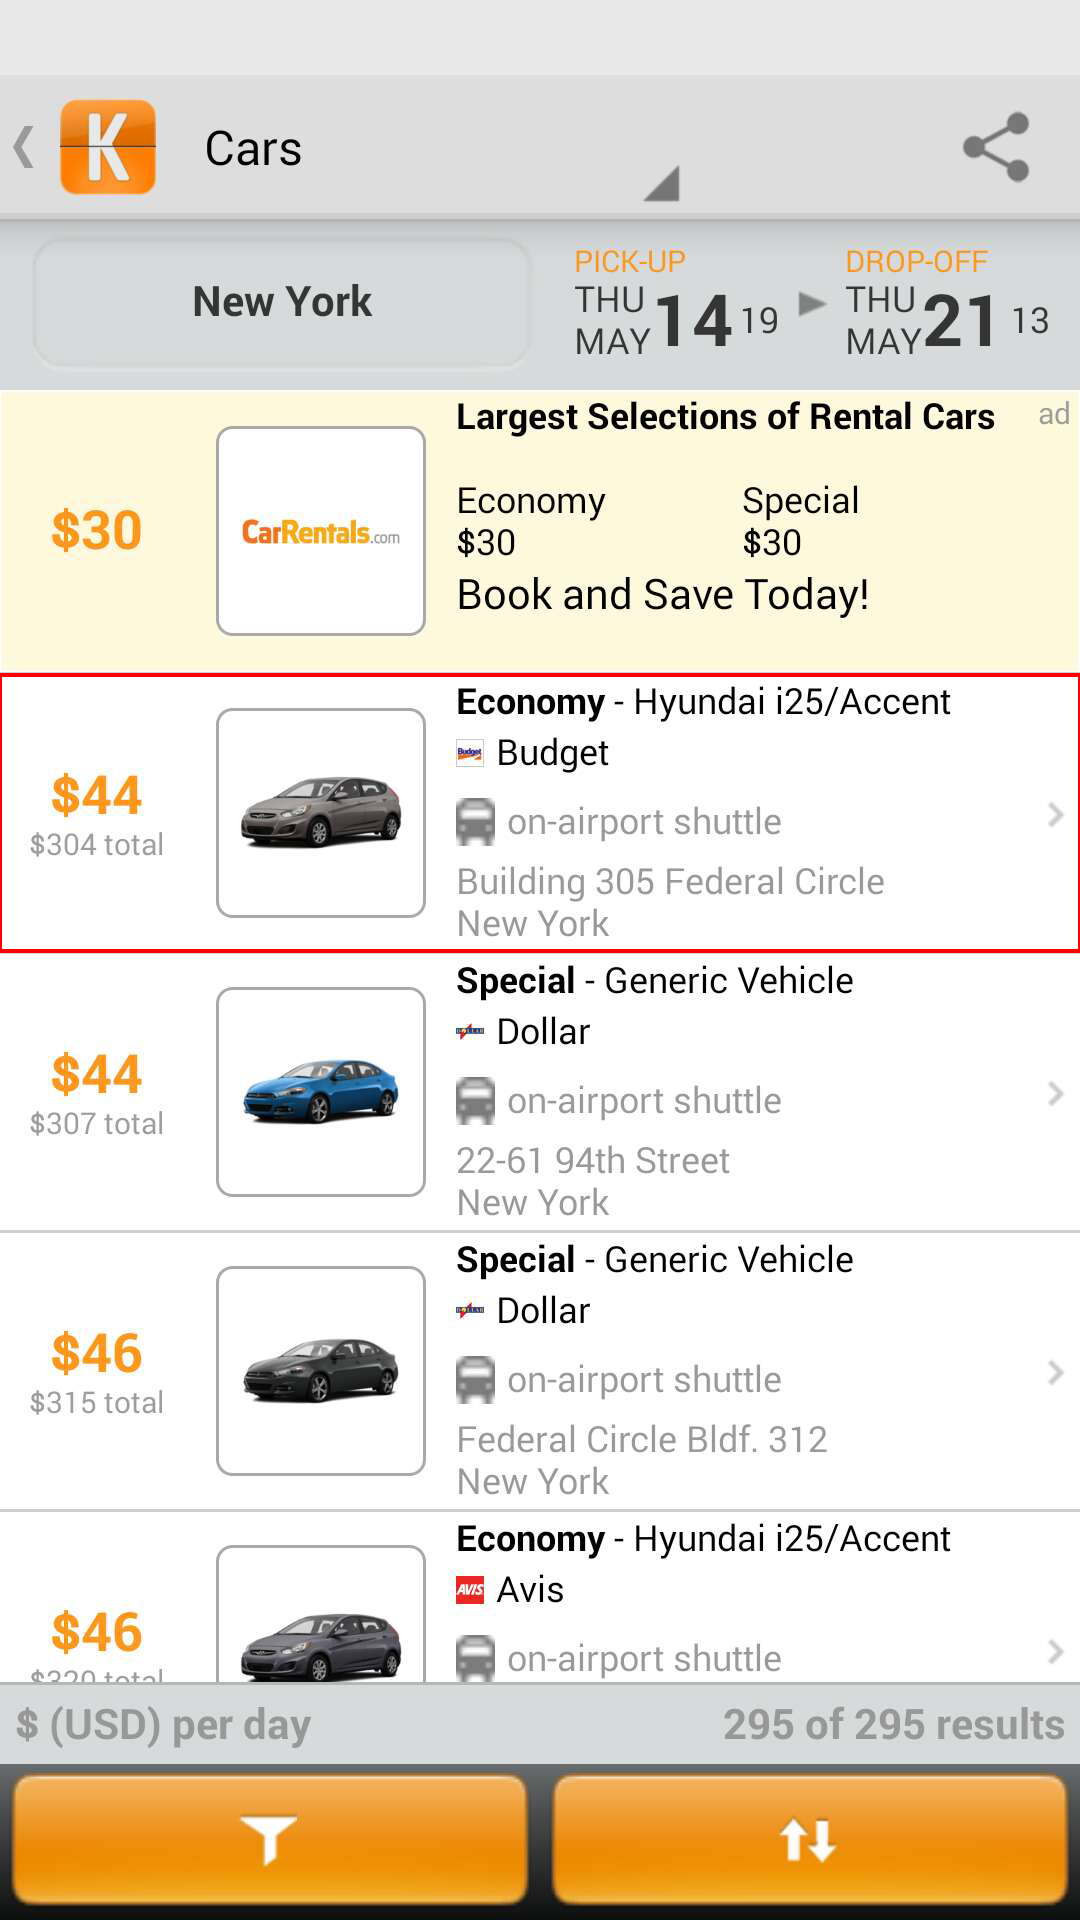 K Cars
New York
PICK-UP
THU MAY 14 19
DROP-OFF
THU MAY 21 13
Largest Selections of Rental Cars
ad
$30
CarRentals.com
Economy
$30
Special
$30
Book and Save Today!
Economy - Hyundai i25/Accent
Budget Budget
$44
$304 total
on-airport shuttle
Building 305 Federal Circle
New York
Special - Generic Vehicle
DOLLAR Dollar
$44
$307 total
on-airport shuttle
22-61 94th Street
New York
Special - Generic Vehicle
DOLLAR Dollar
$46
$315 total
on-airport shuttle
Federal Circle Bldf. 312
New York
Economy - Hyundai i25/Accent
AVIS Avis
$46
$320 total
on-airport shuttle
$ (USD) per day
295 of 295 results